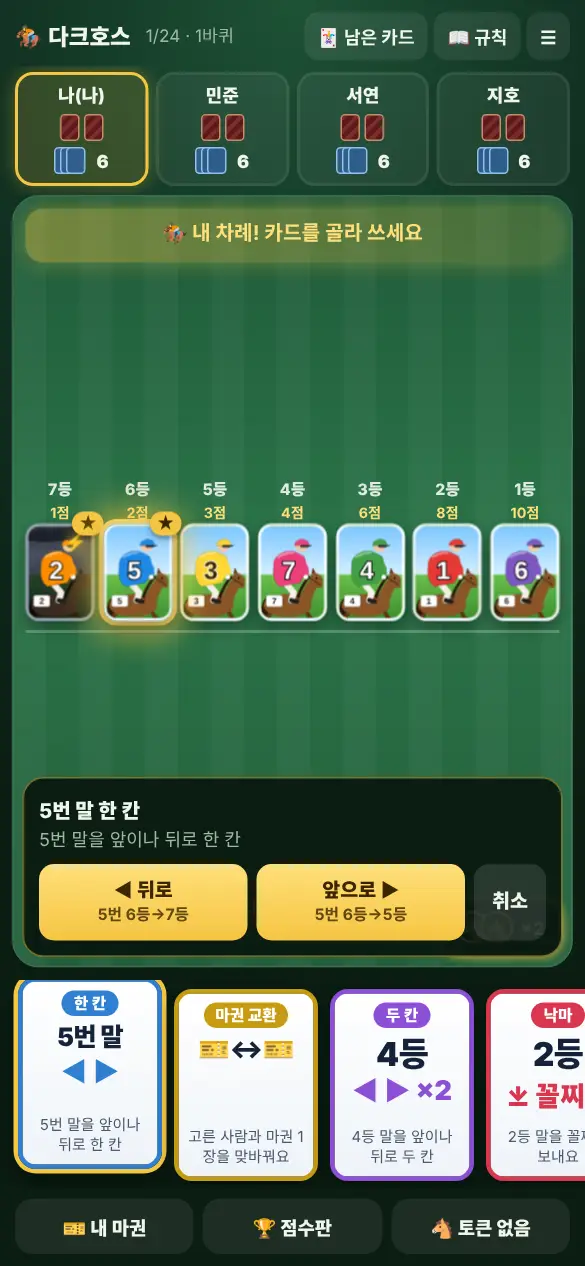 다크호스 1/24 · 1바퀴 남은 카드 규칙
나(나) 민준 서연 지호
6 6 6 6
내 차례! 카드를 골라 쓰세요
7등 6등 5등 4등 3등 2등 1등
1점 2점 3점 4점 6점 8점 10점
2 5 3 7 4 1 6
2 5 3 7 4 1 6
5번 말 한 칸
5번 말을 앞이나 뒤로 한 칸
◀ 뒤로 앞으로 ▶ 취소
5번 6등→7등 5번 6등→5등
×2
한 칸
5번 말
◀ ▶
5번 말을 앞이나
뒤로 한 칸
마권 교환
↔
고른 사람과 마권 1
장을 맞바꿔요
두 칸
4등
◀ ▶ ×2
4등 말을 앞이나
뒤로 두 칸
낙마
2등
꼴찌
2등 말을 꼴찌
보내요
내 마권 점수판 토큰 없음